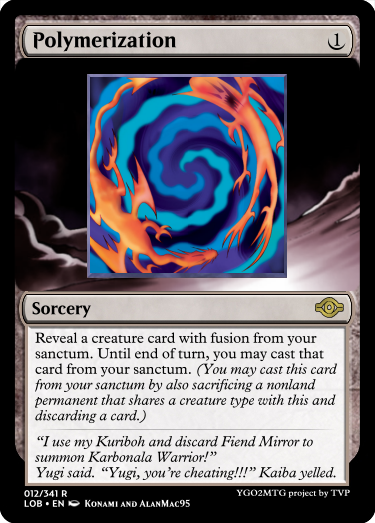 Polymerization 1
Sorcery
Reveal a creature card with fusion from your
sanctum. Until end of turn, you may cast that
card from your sanctum. (You may cast this
card from your sanctum by also sacrificing a nonland
permanent that shares a creature type with this and
discarding a card.)
“I use my Kuriboh and discard Fiend Mirror to
summon Karbonala Warrior!”
Yugi said. “Yugi, you’re cheating!!!” Kaiba yelled.
012/341 R
LOB • EN Konami and AlanMac95
YGO2MTG project by TVP